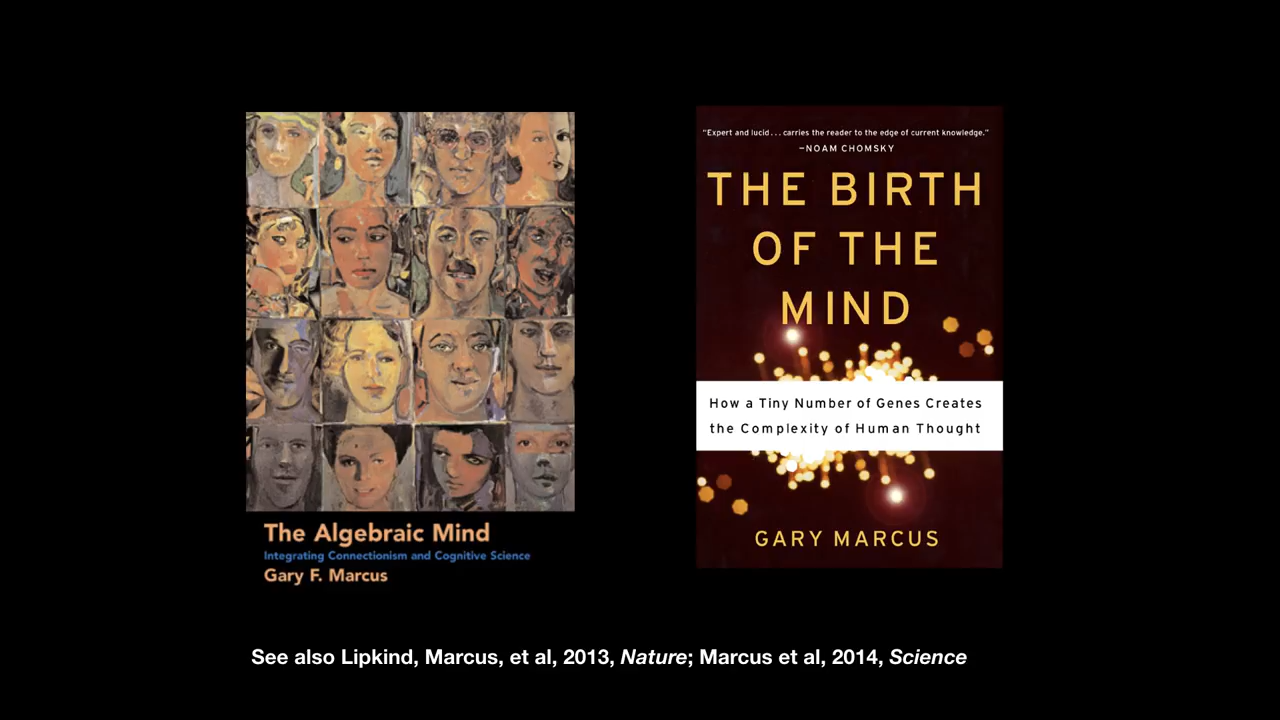 The Algebraic Mind
Integrating Connectionism and Cognitive Science
Gary F. Marcus
"Expert and lucid... carries the reader to the edge of current knowledge."
–NOAM CHOMSKY
THE BIRTH
OF THE
MIND
How a Tiny Number of Genes Creates
the Complexity of Human Thought
GARY MARCUS
See also Lipkind, Marcus, et al, 2013, Nature; Marcus et al, 2014, Science